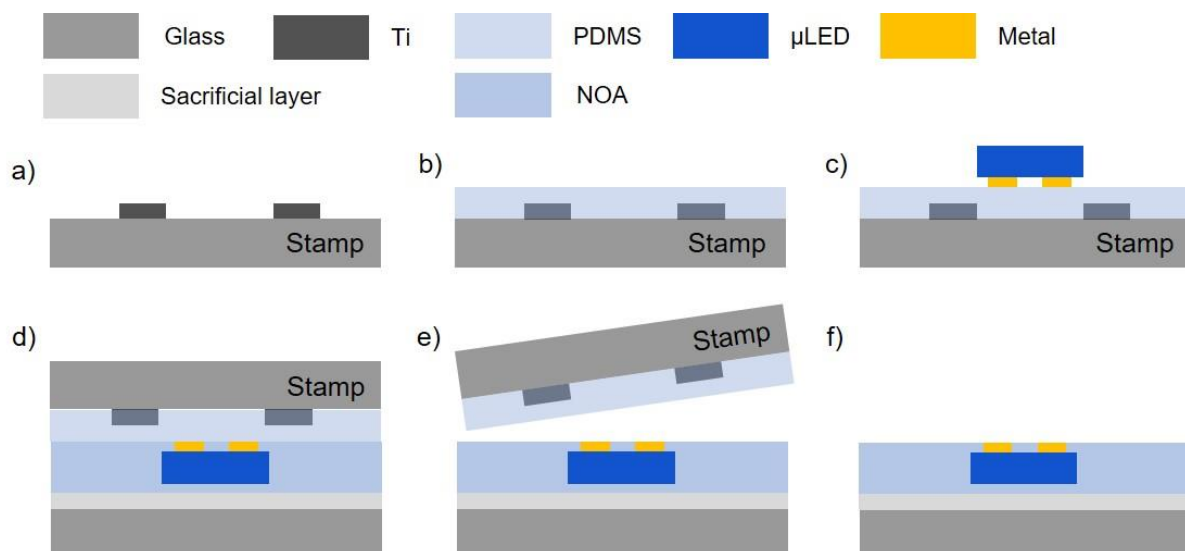 Glass Ti PDMS µLED Metal
Sacrificial layer NOA
a) b) c)
Stamp Stamp Stamp
d) e) f)
Stamp Stamp